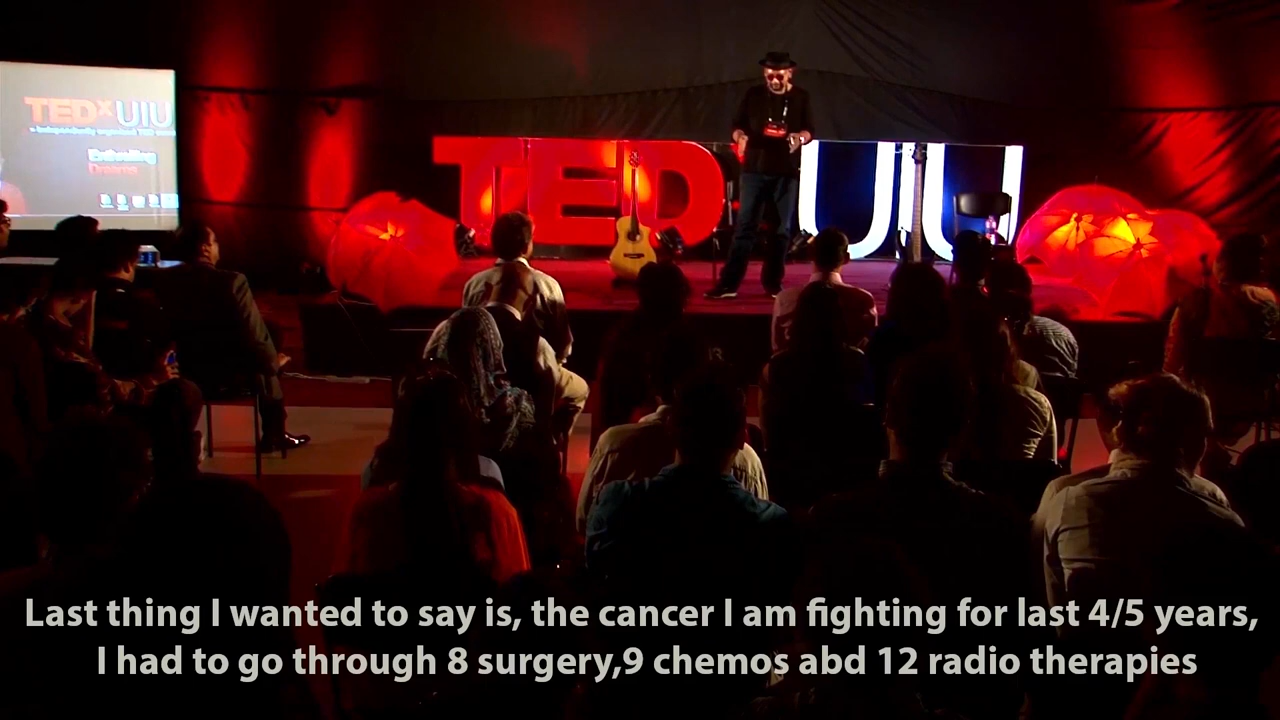 TEDxUIU
TED UIU
Last thing I wanted to say is, the cancer I am fighting for last 4/5 years,
I had to go through 8 surgery,9 chemos abd 12 radio therapies